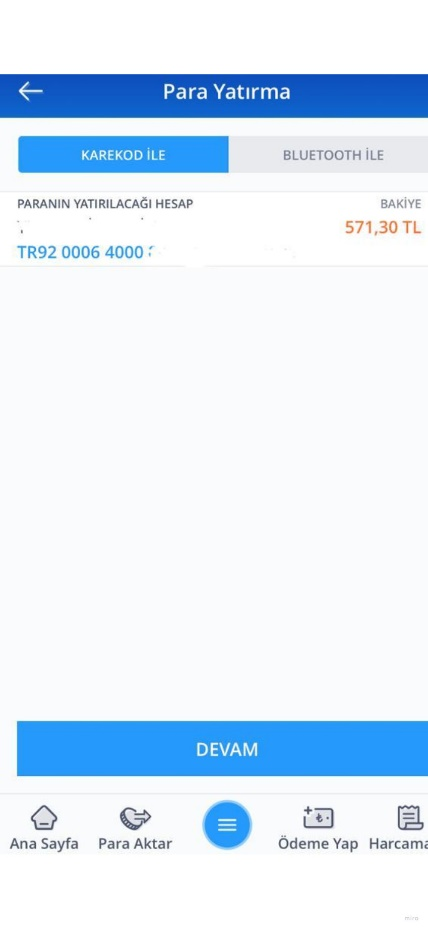 Para Yatırma
KAREKOD İLE
BLUETOOTH İLE
PARANIN YATIRILACAĞI HESAP
BAKİYE
571,30 TL
TR92 0006 4000
DEVAM
Ana Sayfa
Para Aktar
Ödeme Yap
Harcama